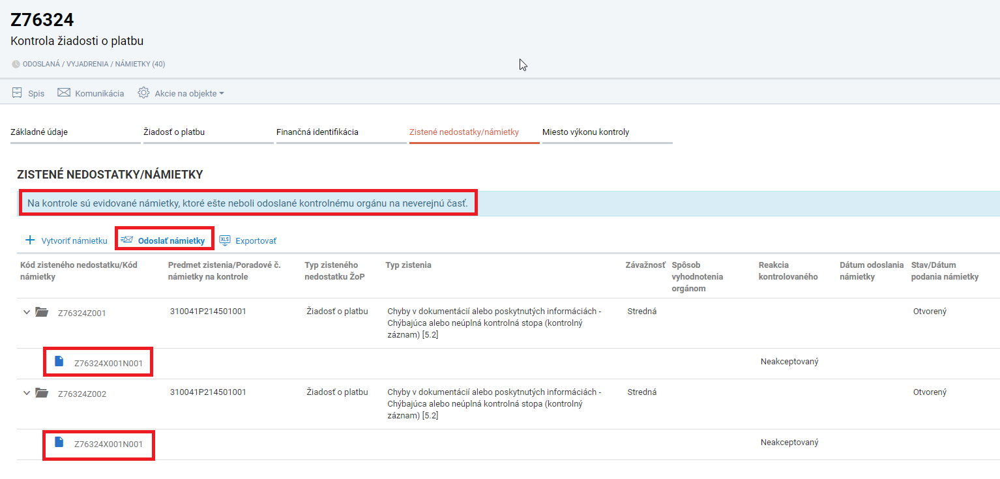 Z76324
Kontrola žiadosti o platbu
ODOSLANÁ / VYJADRENIA / NÁMIETKY (40)
Spis Komunikácia Akcie na objekte
Základné údaje Žiadosť o platbu Finančná identifikácia Zistené nedostatky/námietky Miesto výkonu kontroly
ZISTENÉ NEDOSTATKY/NÁMIETKY
Na kontrole sú evidované námietky, ktoré ešte neboli odoslané kontrolnému orgánu na neverejnú časť.
Vytvoriť námietku Odoslať námietky XLS Exportovať
Kód zisteného nedostatku/Kód Predmet zistenia/Poradové č. Typ zisteného Typ zistenia Závažnosť Spôsob Reakcia Dátum odoslania Stav/Dátum
námietky námietky na kontrole nedostatku ŽoP vyhodnotenia kontrolovaného námietky podania námietky
orgánom
Z76324Z001 310041P214501001 Žiadosť o platbu Chyby v dokumentácií alebo poskytnutých informáciách - Stredná Otvorený
Chýbajúca alebo neúplná kontrolná stopa (kontrolný
záznam) [5.2]
Z76324X001N001 Neakceptovaný
Z76324Z002 310041P214501001 Žiadosť o platbu Chyby v dokumentácií alebo poskytnutých informáciách - Stredná Otvorený
Chýbajúca alebo neúplná kontrolná stopa (kontrolný
záznam) [5.2]
Z76324X001N001 Neakceptovaný